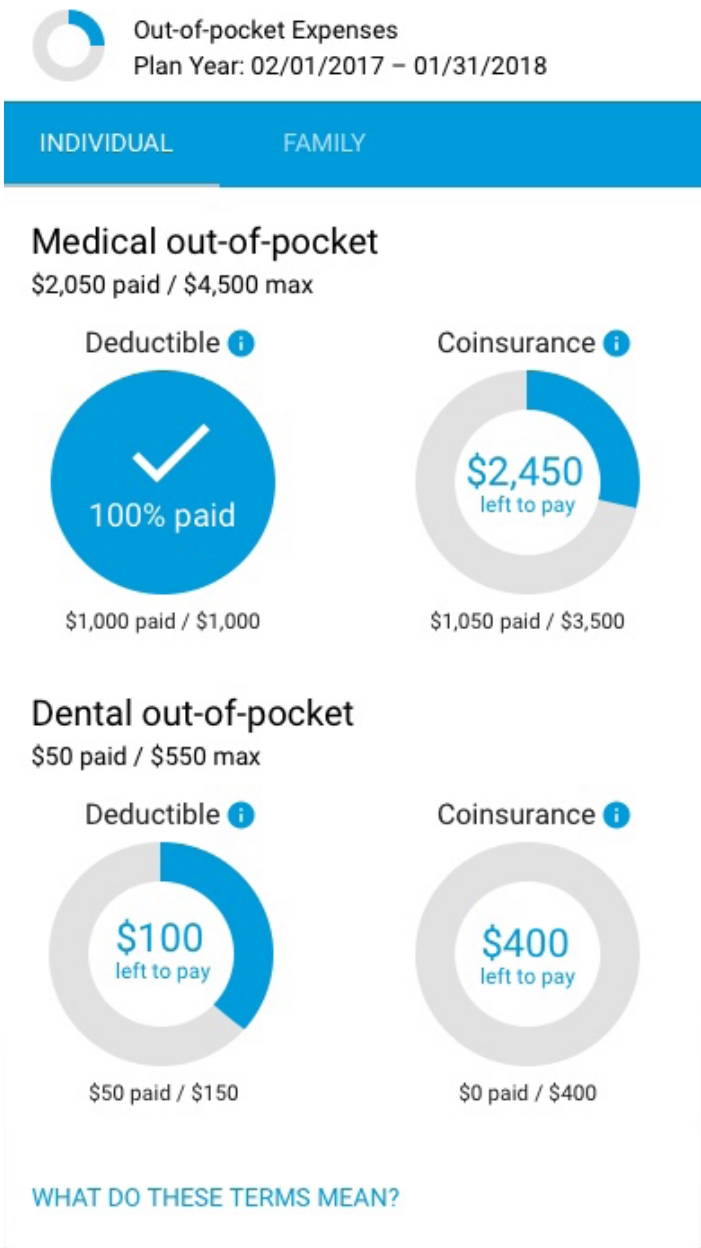 Out-of-pocket Expenses
Plan Year: 02/01/2017 – 01/31/2018
INDIVIDUAL
FAMILY
Medical out-of-pocket
$2,050 paid / $4,500 max
Deductible i
Coinsurance i
100% paid
$2,450
left to pay
$1,000 paid / $1,000
$1,050 paid / $3,500
Dental out-of-pocket
$50 paid / $550 max
Deductible i
Coinsurance i
$100
left to pay
$400
left to pay
$50 paid / $150
$0 paid / $400
WHAT DO THESE TERMS MEAN?